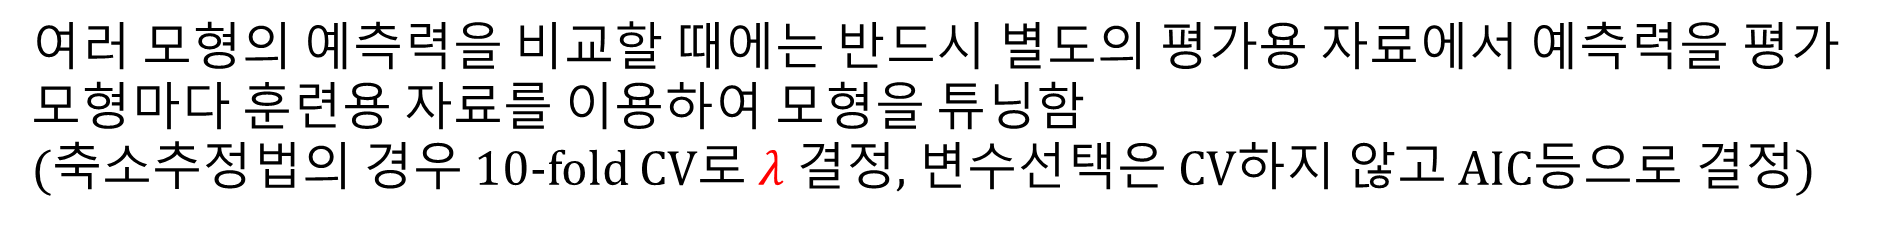 여러 모형의 예측력을 비교할 때에는 반드시 별도의 평가용 자료에서 예측력을 평가
모형마다 훈련용 자료를 이용하여 모형을 튜닝함
(축소추정법의 경우 10-fold CV로 λ 결정, 변수선택은 CV하지 않고 AIC등으로 결정)